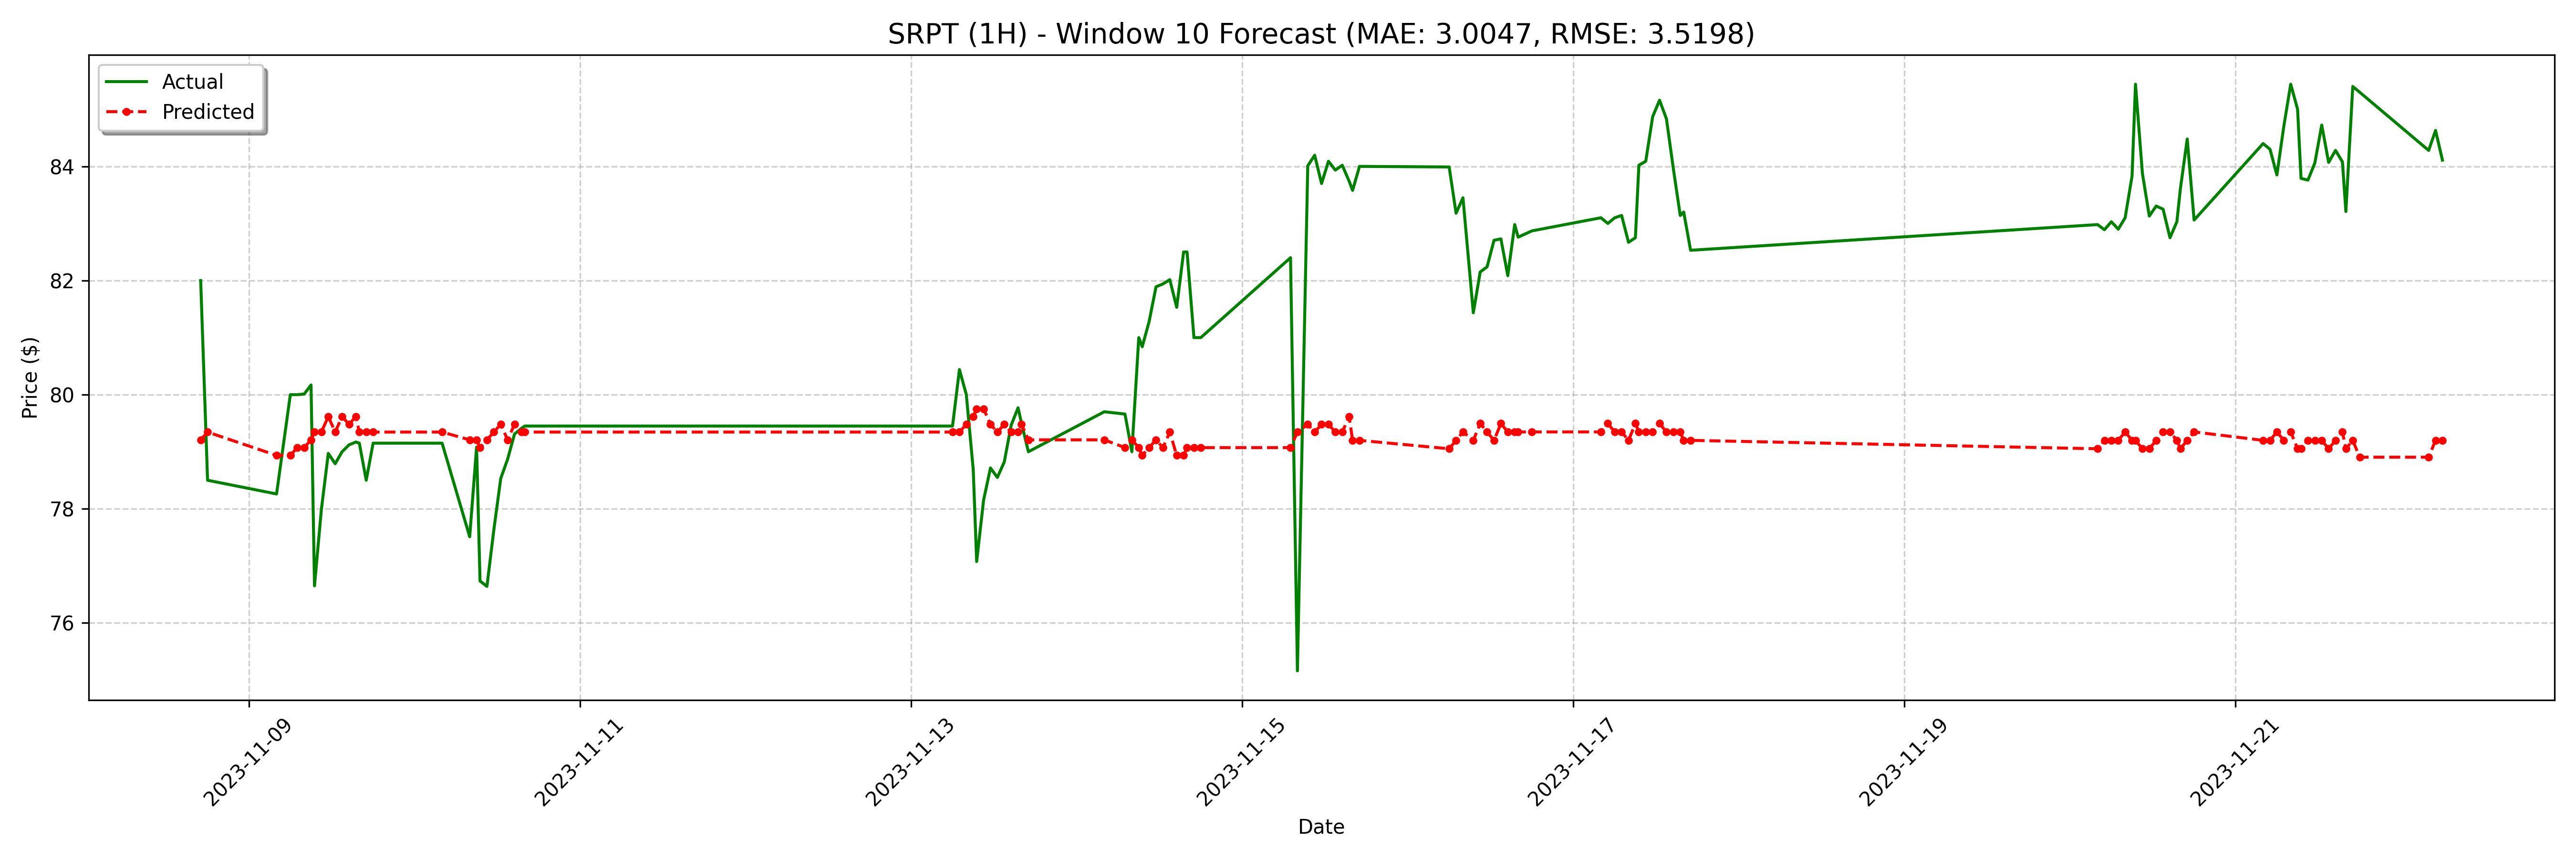 SRPT (1H) - Window 10 Forecast (MAE: 3.0047, RMSE: 3.5198)
Actual
Predicted
Price ($)
84
82
80
78
76
2023-11-09
2023-11-11
2023-11-13
2023-11-15
2023-11-17
2023-11-19
2023-11-21
Date